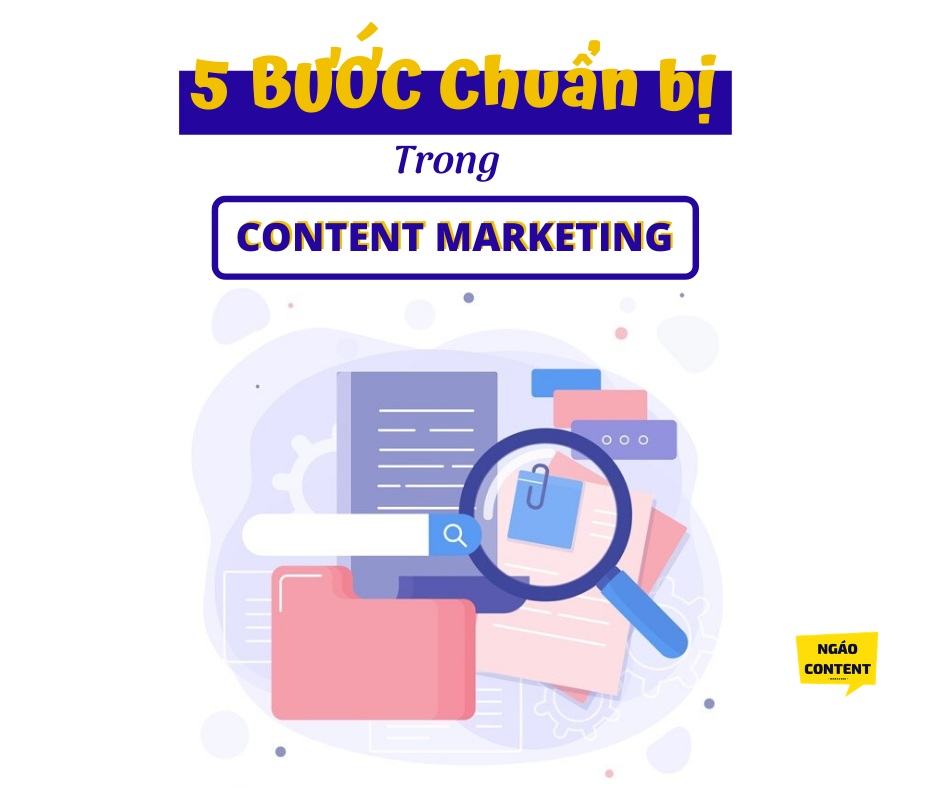 5 Bước Chuẩn bị
Trong
CONTENT MARKETING
NGÁO
CONTENT